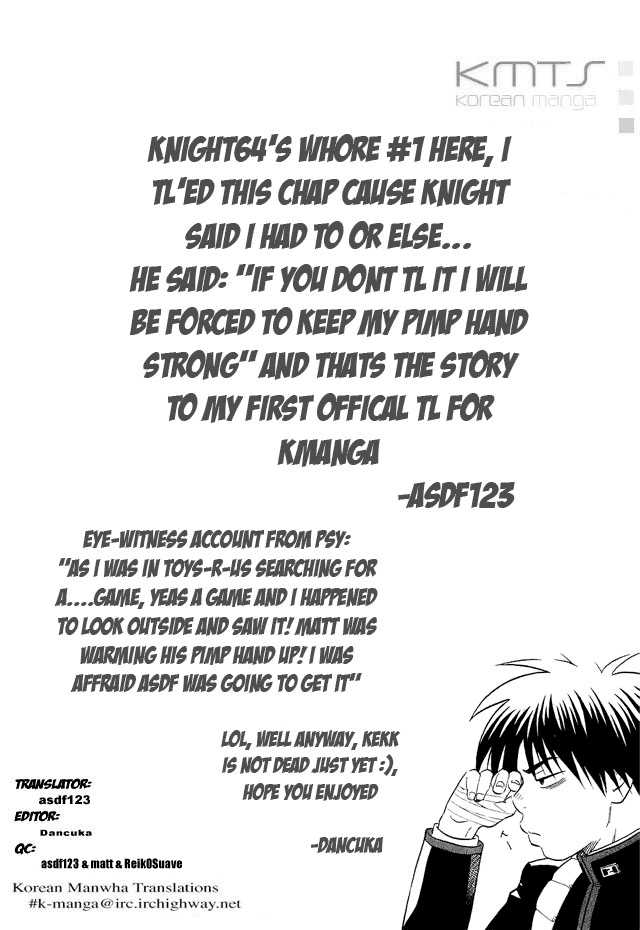 KMTS
korean manga
KNIGHT64'S WHORE #1 HERE, I
TL'ED THIS CHAP CAUSE KNIGHT
SAID I HAD TO OR ELSE...
HE SAID: "IF YOU DONT TL IT I WILL
BE FORCED TO KEEP MY PIMP HAND
STRONG" AND THATS THE STORY
TO MY FIRST OFFICAL TL FOR
KMANGA
-ASDF123
EYE-WITNESS ACCOUNT FROM PSY:
"AS I WAS IN TOYS-R-US SEARCHING FOR
A....GAME, YEAS A GAME AND I HAPPENED
TO LOOK OUTSIDE AND SAW IT! MATT WAS
WARMING HIS PIMP HAND UP! I WAS
AFFRAID ASDF WAS GOING TO GET IT"
LOL, WELL ANYWAY, KEKK
IS NOT DEAD JUST YET :),
HOPE YOU ENJOYED
-DANCUKA
TRANSLATOR:
asdf123
EDITOR:
Dancuka
QC:
asdf123 & matt & Reik0Suave
Korean Manwha Translations
#k-manga@irc.irchighway.net
2